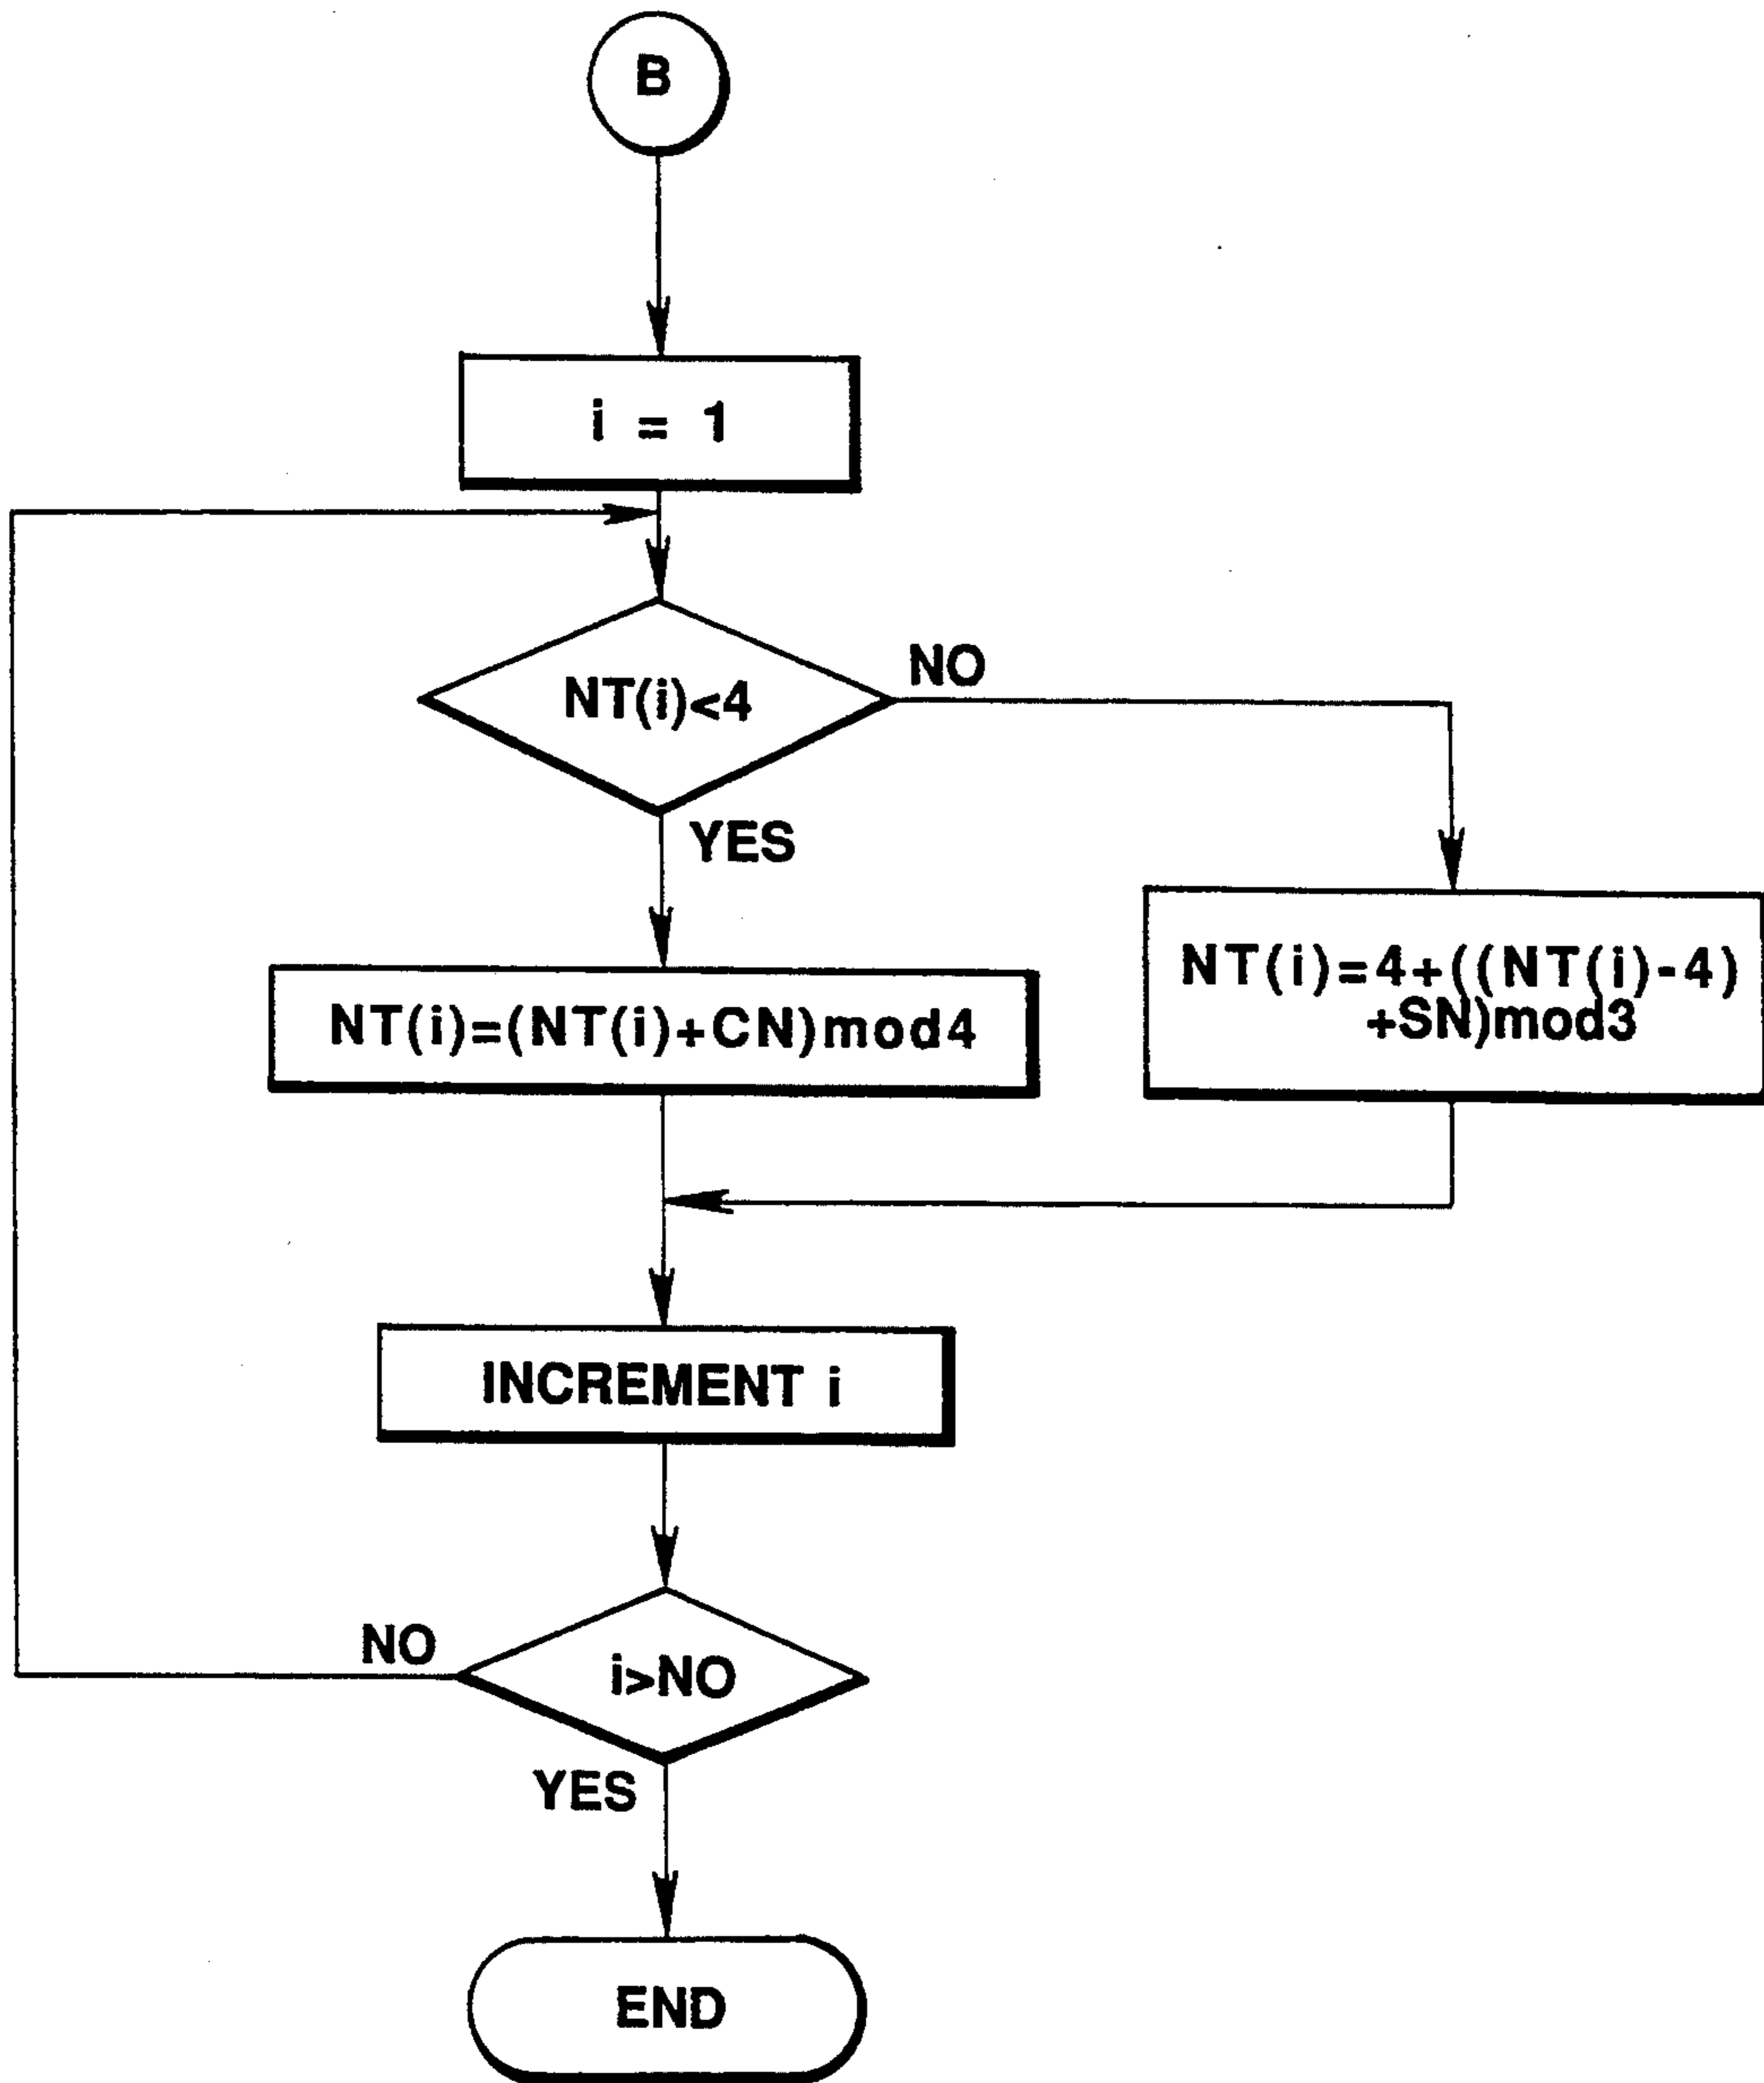 B
i = 1
NT(i)<4
NO
YES
NT(i)=(NT(i)+CN)mod4
NT(i)=4+((NT(i)-4)
+SN)mod3
INCREMENT i
NO
i>NO
YES
END